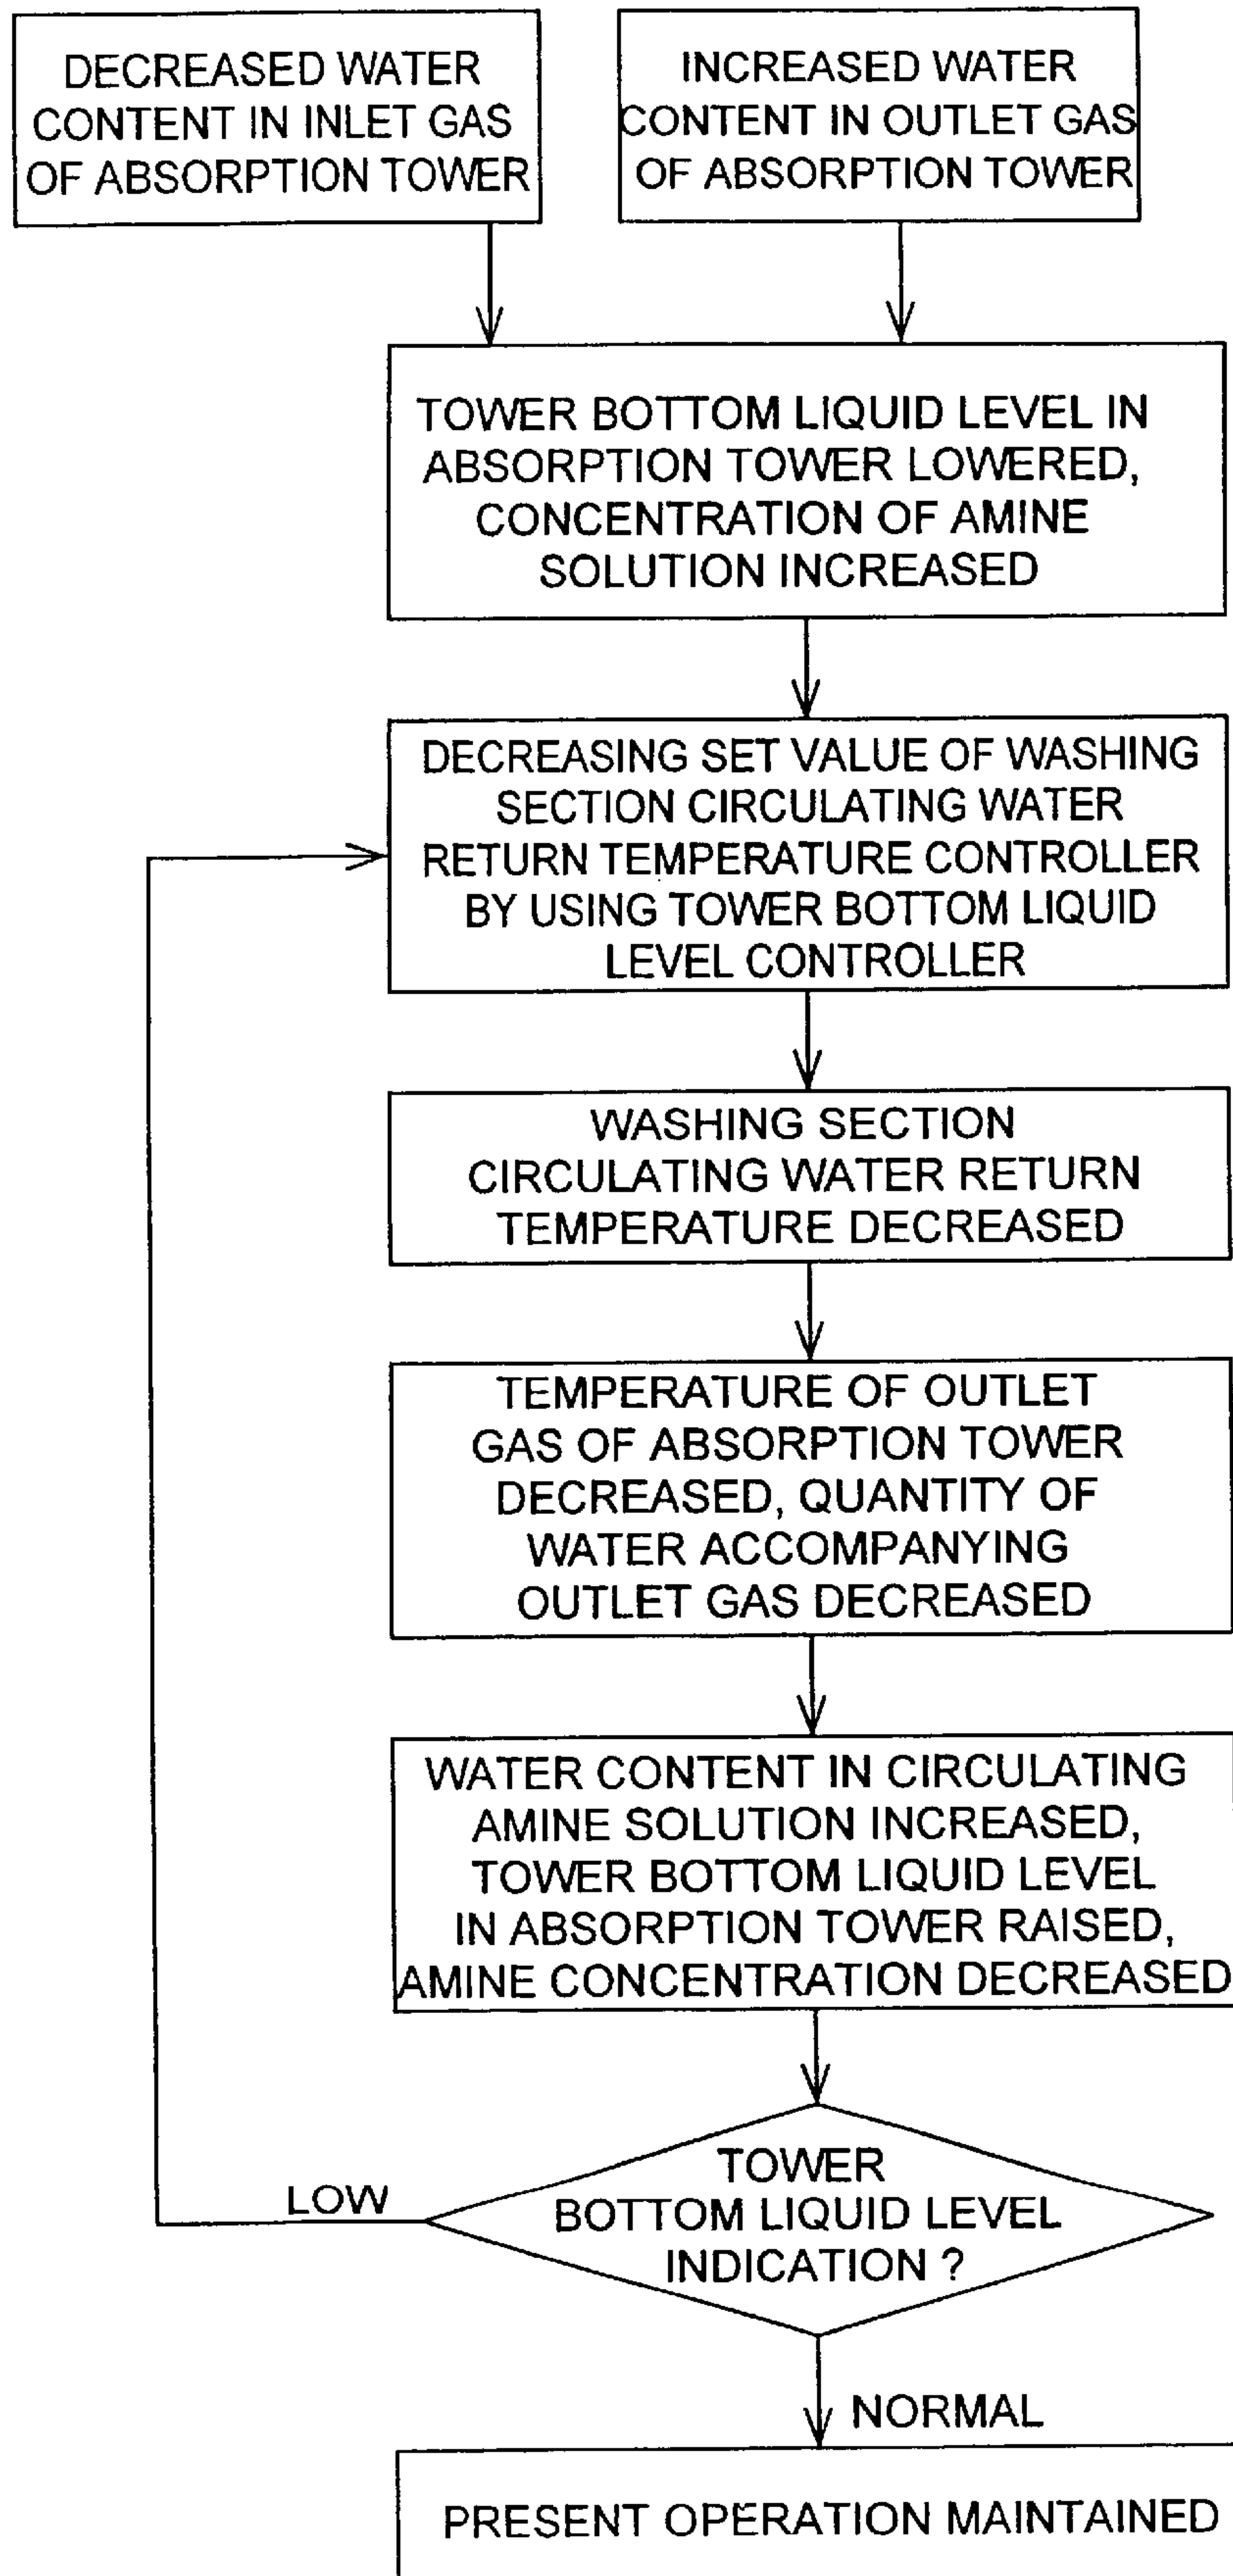 DECREASED WATER
CONTENT IN INLET GAS
OF ABSORPTION TOWER
INCREASED WATER
CONTENT IN OUTLET GAS
OF ABSORPTION TOWER
TOWER BOTTOM LIQUID LEVEL IN
ABSORPTION TOWER LOWERED,
CONCENTRATION OF AMINE
SOLUTION INCREASED
DECREASING SET VALUE OF WASHING
SECTION CIRCULATING WATER
RETURN TEMPERATURE CONTROLLER
BY USING TOWER BOTTOM LIQUID
LEVEL CONTROLLER
WASHING SECTION
CIRCULATING WATER RETURN
TEMPERATURE DECREASED
TEMPERATURE OF OUTLET
GAS OF ABSORPTION TOWER
DECREASED, QUANTITY OF
WATER ACCOMPANYING
OUTLET GAS DECREASED
WATER CONTENT IN CIRCULATING
AMINE SOLUTION INCREASED,
TOWER BOTTOM LIQUID LEVEL
IN ABSORPTION TOWER RAISED,
AMINE CONCENTRATION DECREASED
LOW
TOWER
BOTTOM LIQUID LEVEL
INDICATION ?
NORMAL
PRESENT OPERATION MAINTAINED